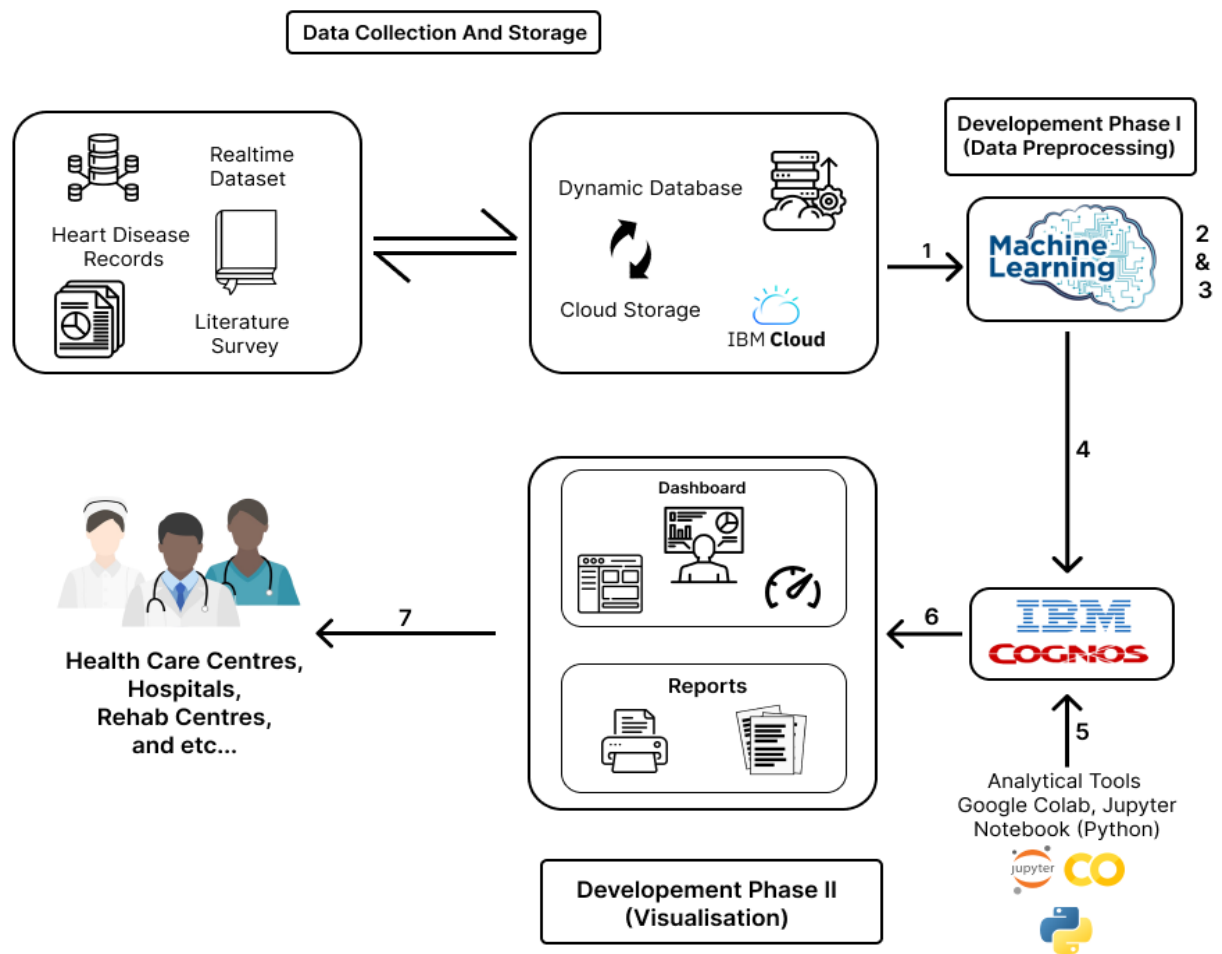 Data Collection And Storage
Realtime
Dataset
Heart Disease
Records
Literature
Survey
Dynamic Database
Cloud Storage
IBM Cloud
1
Developement Phase I
(Data Preprocessing)
Machine
Learning
2
&
3
4
Dashboard
Reports
6
IBM
COGNOS
5
Analytical Tools
Google Colab, Jupyter
Notebook (Python)
jupyter
7
Health Care Centres,
Hospitals,
Rehab Centres,
and etc...
Developement Phase II
(Visualisation)